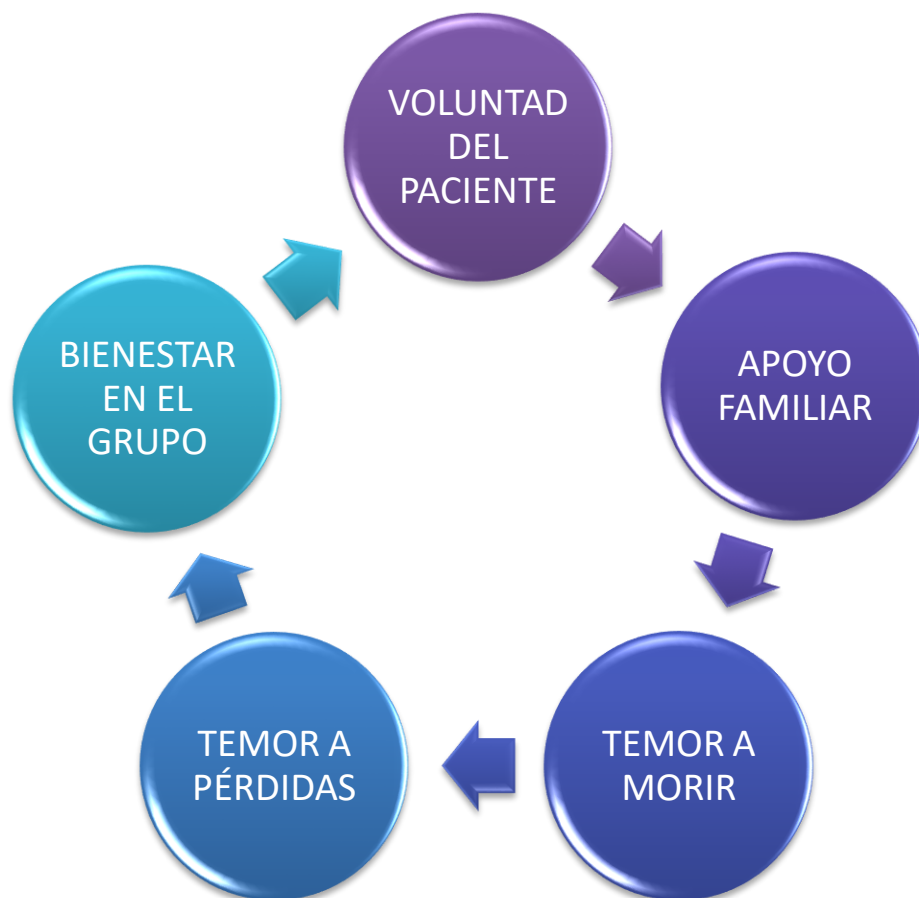 VOLUNTAD
DEL
PACIENTE
APOYO
FAMILIAR
TEMOR A
MORIR
TEMOR A
PÉRDIDAS
BIENESTAR
EN EL
GRUPO